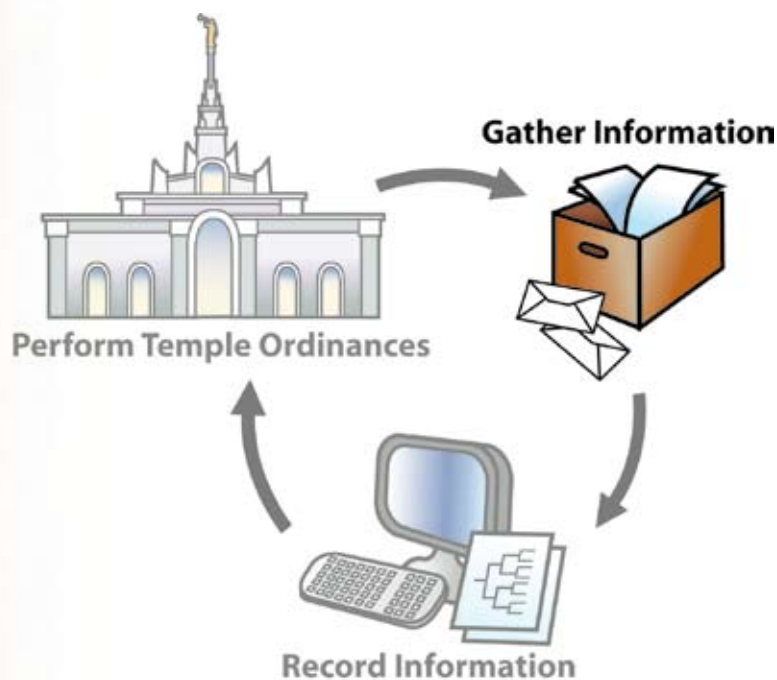 Gather Information
Perform Temple Ordinances
Record Information